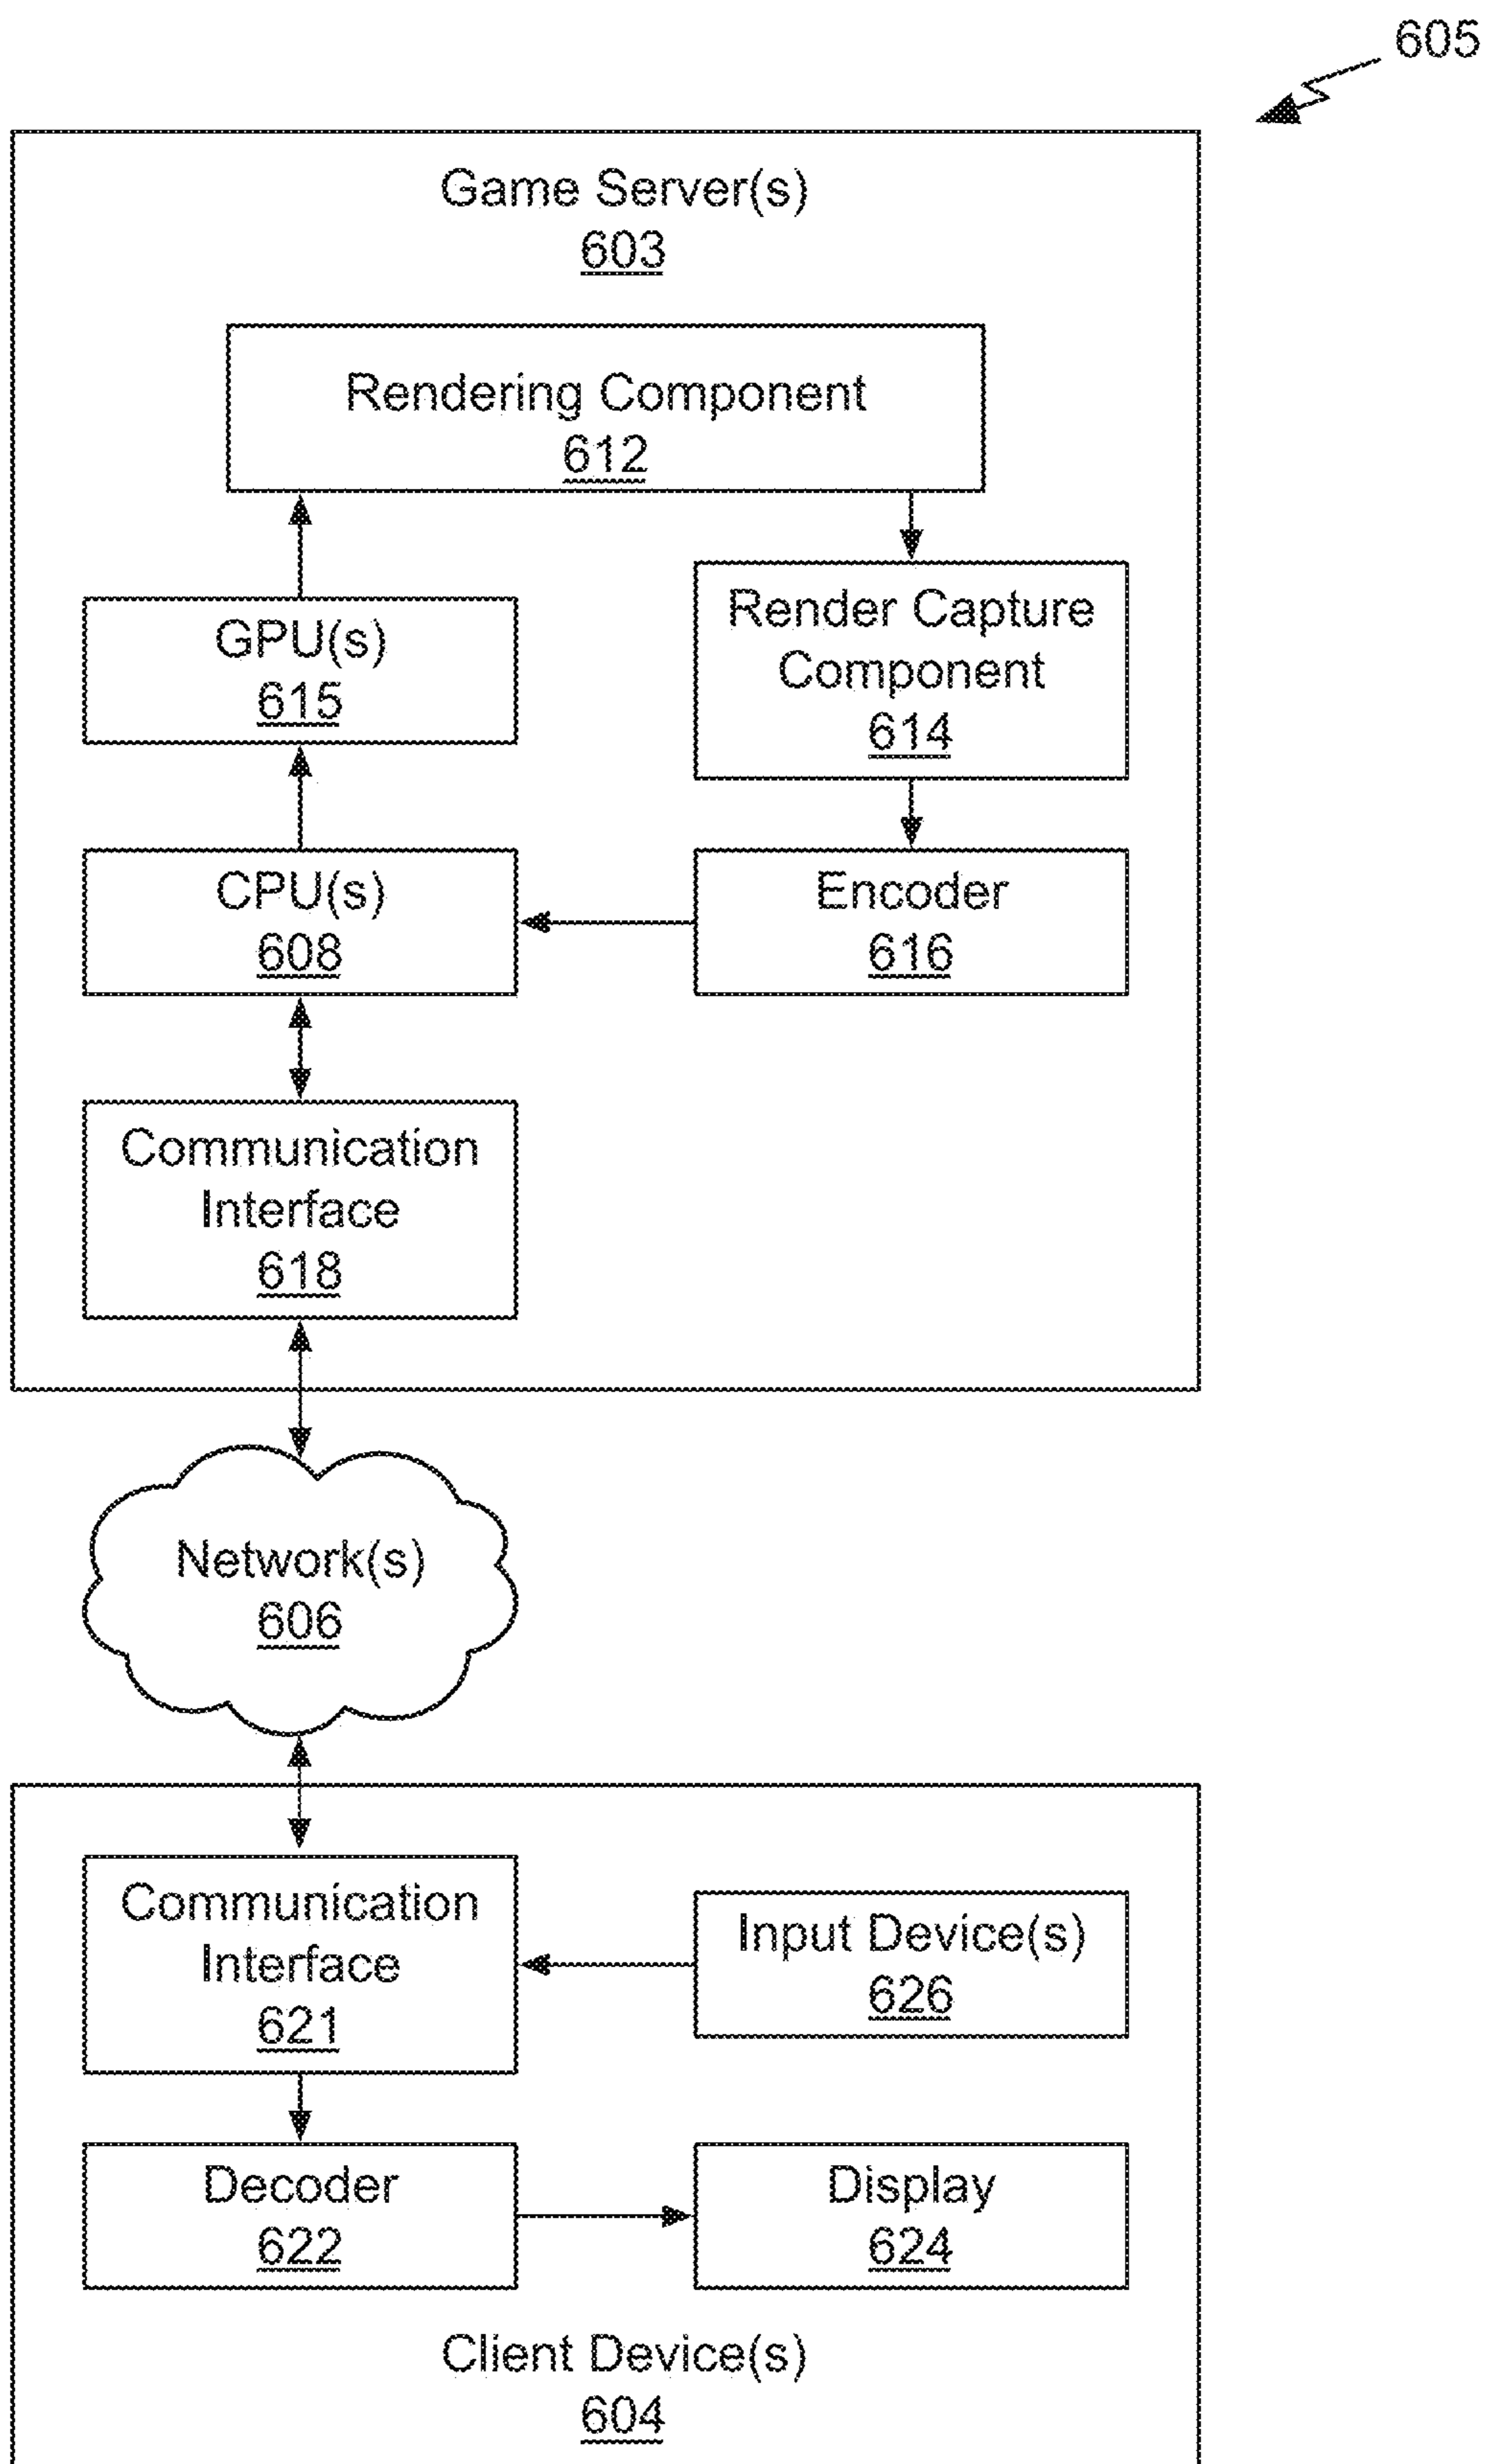 605
Game Server(s)
603
Rendering Component
612
GPU(s)
615
Render Capture
Component
614
CPU(s)
608
Encoder
616
Communication
Interface
618
Network(s)
606
Communication
Interface
621
Input Device(s)
626
Decoder
622
Display
624
Client Device(s)
604